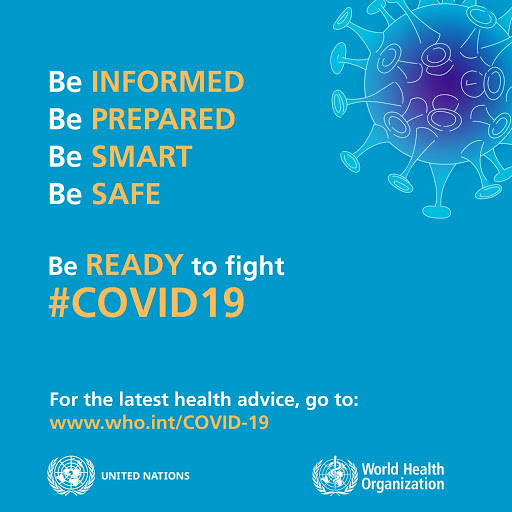 Be INFORMED
Be PREPARED
Be SMART
Be SAFE
Be READY to fight
#COVID19
For the latest health advice, go to:
www.who.int/COVID-19
UNITED NATIONS
World Health
Organization